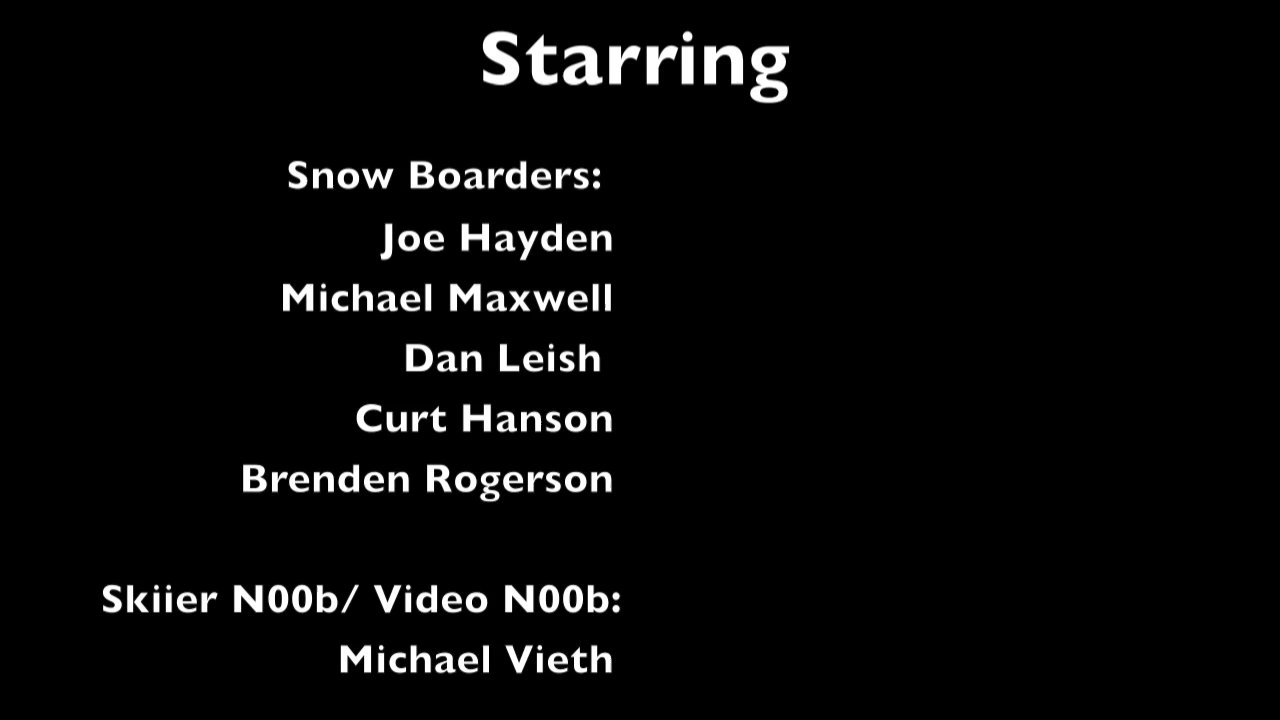 Starring
Snow Boarders:
Joe Hayden
Michael Maxwell
Dan Leish
Curt Hanson
Brenden Rogerson
Skiier N00b/ Video N00b:
Michael Vieth